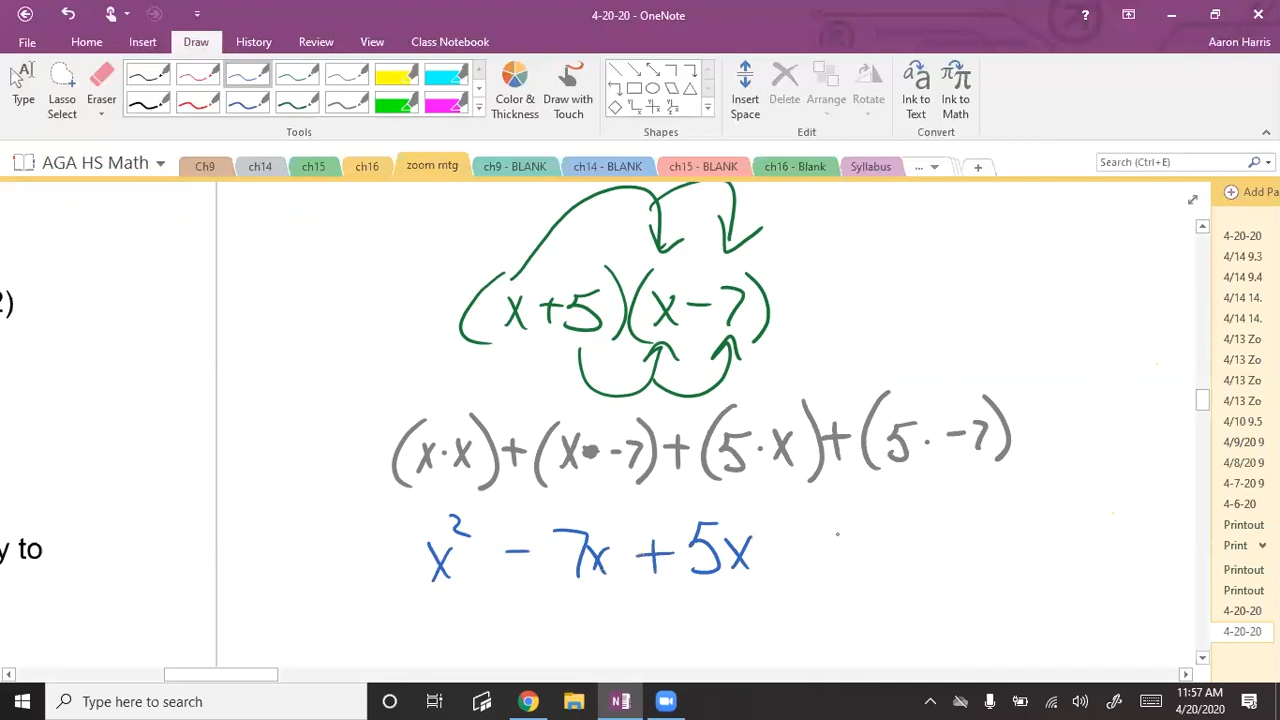 4-20-20 - OneNote
Aaron Harris
File Home Insert Draw History Review View Class Notebook
Type Lasso Select Eraser Color & Thickness Draw with Touch Insert Space Delete Arrange Rotate Ink to Text Ink to Math
Tools Shapes Edit Convert
AGA HS Math Ch9 ch14 ch15 ch16 zoom mtg ch9 - BLANK ch14 - BLANK ch15 - BLANK ch16 - Blank Syllabus ... + Search (Ctrl+E)
Add Pa
4-20-20
4/14 9.3
4/14 9.4
4/14 14.
4/14 14.
4/13 Zo
4/13 Zo
4/13 Zo
4/13 Zo
4/10 9.5
4/9/20 9
4/8/20 9
4-7-20 9
4-6-20
Printout
Print
Printout
Printout
4-20-20
4-20-20
2)
y to
(x+5)(x-7)
(x·x)+(x·-7)+(5·x)+(5·-7)
x² - 7x + 5x
Type here to search
11:57 AM
4/20/2020